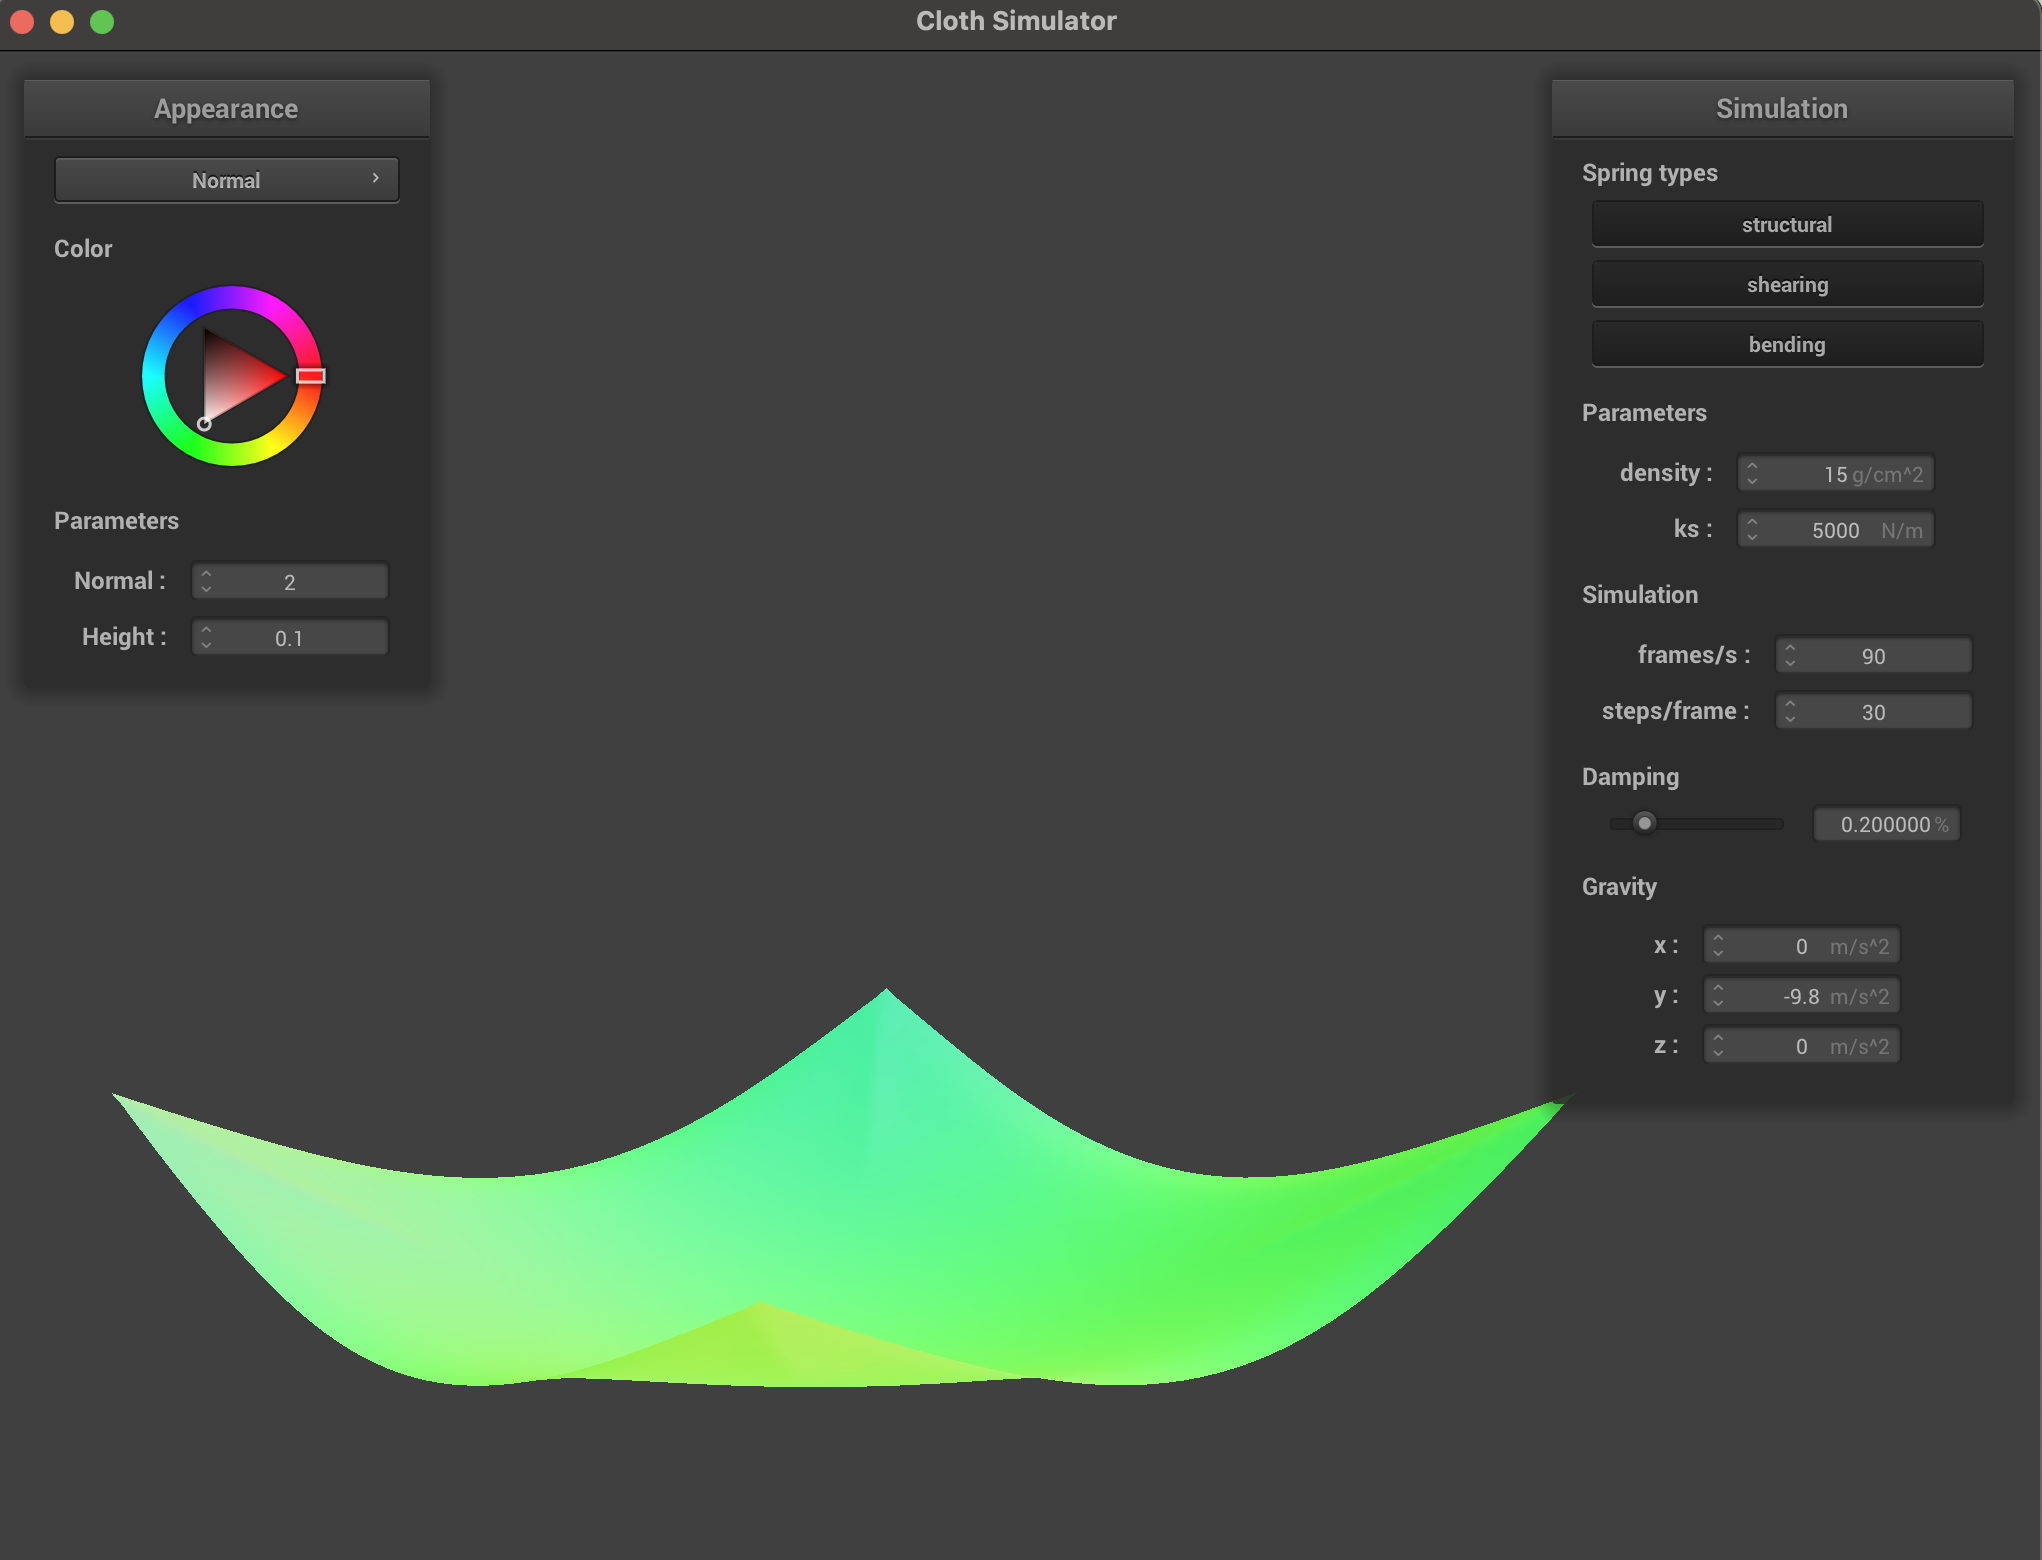 Cloth Simulator
Appearance
Normal
Color
Parameters
Normal : 2
Height : 0.1
Simulation
Spring types
structural
shearing
bending
Parameters
density : 15 g/cm^2
ks : 5000 N/m
Simulation
frames/s : 90
steps/frame : 30
Damping
0.200000 %
Gravity
x : 0 m/s^2
y : -9.8 m/s^2
z : 0 m/s^2